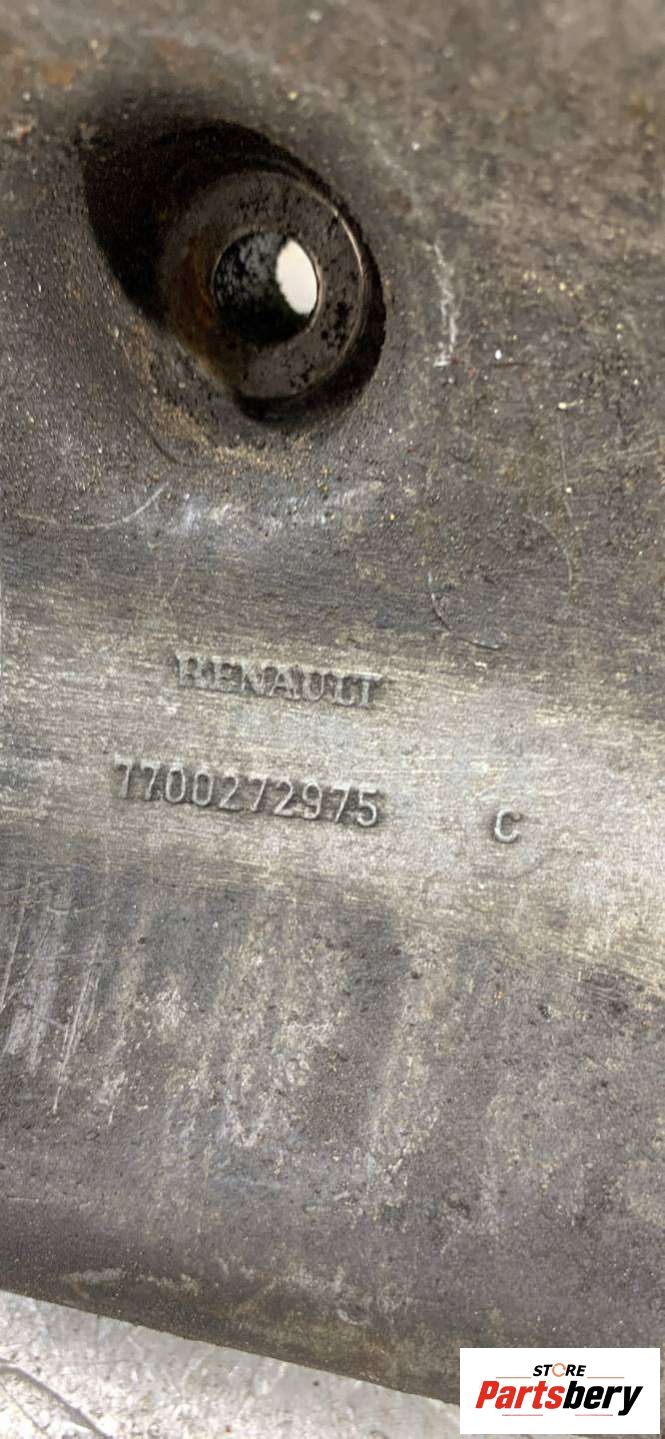 RENAULT
7700272975 C
STORE
Partsbery